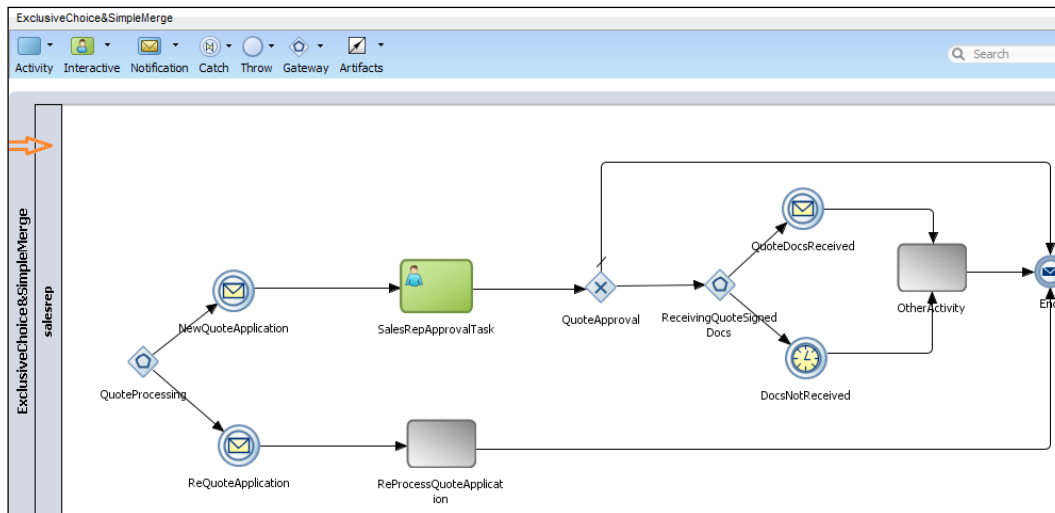 ExclusiveChoice&SimpleMerge
Activity Interactive Notification Catch Throw Gateway Artifacts
Search
ExclusiveChoice&SimpleMerge
salesrep
QuoteDocsReceived
NewQuoteApplication
SalesRepApprovalTask
QuoteApproval
ReceivingQuoteSigned
Docs
OtherActivity
End
QuoteProcessing
DocsNotReceived
ReQuoteApplication
ReProcessQuoteApplicat
ion